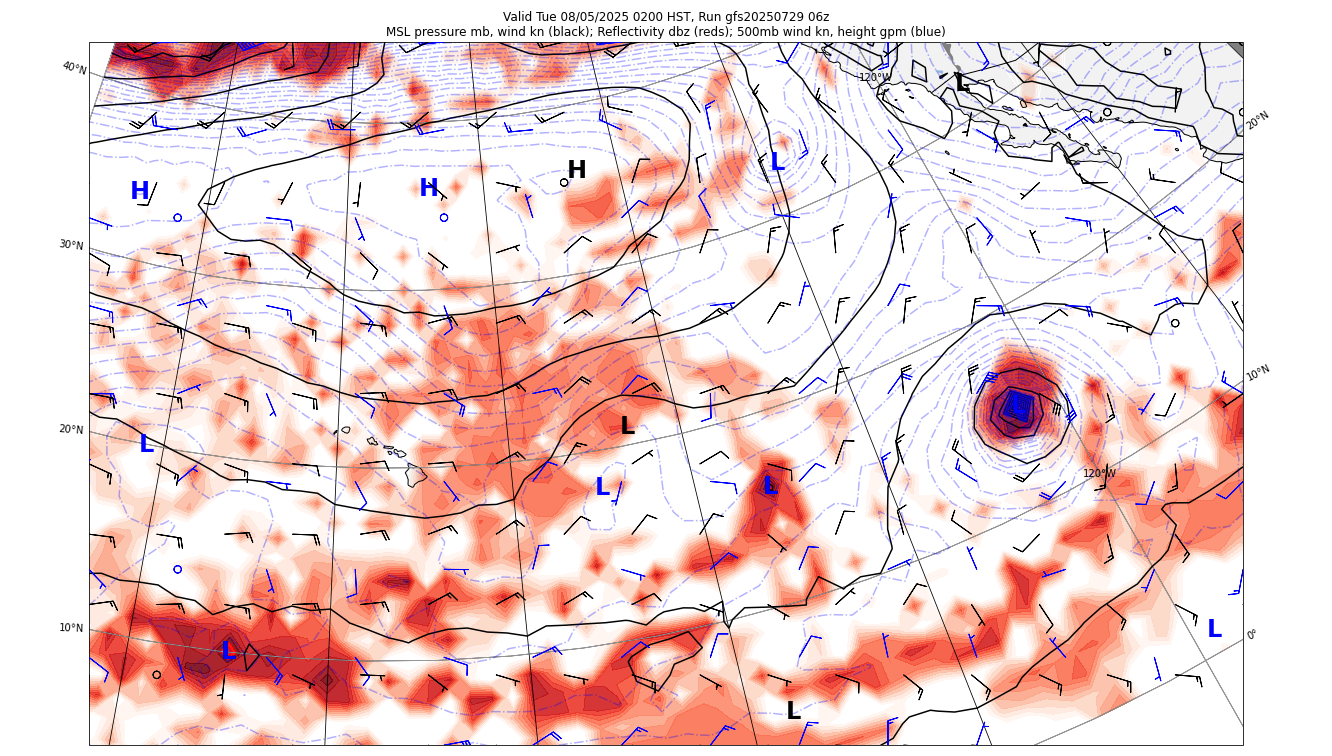 Valid Tue 08/05/2025 0200 HST, Run gfs20250729 06z
MSL pressure mb, wind kn (black); Reflectivity dbz (reds); 500mb wind kn, height gpm (blue)
40°N
120°W
L
20°N
H
L
H
H
30°N
10°N
L
20°N
L
L
120°W
L
L
10°N
L
0°
L
L